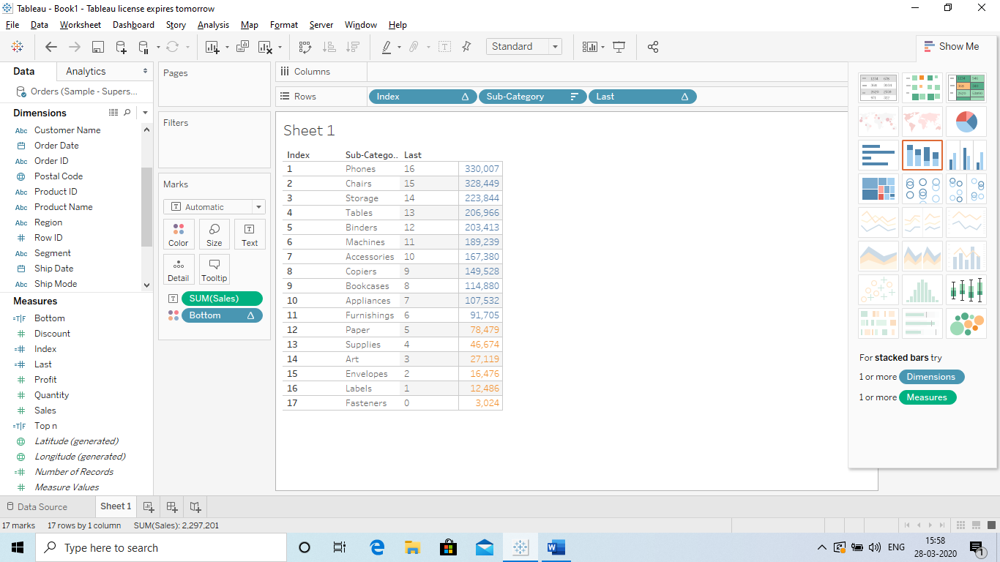 Tableau - Book1 - Tableau license expires tomorrow
File Data Worksheet Dashboard Story Analysis Map Format Server Window Help
Standard
Show Me
Data Analytics
Orders (Sample - Supers...
Dimensions
Abc Customer Name
Order Date
Abc Order ID
Postal Code
Abc Product ID
Abc Product Name
Abc Region
# Row ID
Abc Segment
Ship Date
Abc Ship Mode
Measures
=T|F Bottom
# Discount
=# Index
=# Last
# Profit
# Quantity
# Sales
=T|F Top n
Latitude (generated)
Longitude (generated)
=# Number of Records
# Measure Values
Pages
Filters
Marks
T Automatic
Color Size Text
Detail Tooltip
SUM(Sales)
Bottom Δ
Columns
Rows Index Δ Sub-Category Last Δ
Sheet 1
Index Sub-Catego.. Last
1 Phones 16 330,007
2 Chairs 15 328,449
3 Storage 14 223,844
4 Tables 13 206,966
5 Binders 12 203,413
6 Machines 11 189,239
7 Accessories 10 167,380
8 Copiers 9 149,528
9 Bookcases 8 114,880
10 Appliances 7 107,532
11 Furnishings 6 91,705
12 Paper 5 78,479
13 Supplies 4 46,674
14 Art 3 27,119
15 Envelopes 2 16,476
16 Labels 1 12,486
17 Fasteners 0 3,024
For stacked bars try
1 or more Dimensions
1 or more Measures
Data Source Sheet 1
17 marks 17 rows by 1 column SUM(Sales): 2,297,201
Type here to search
ENG
15:58
28-03-2020
1